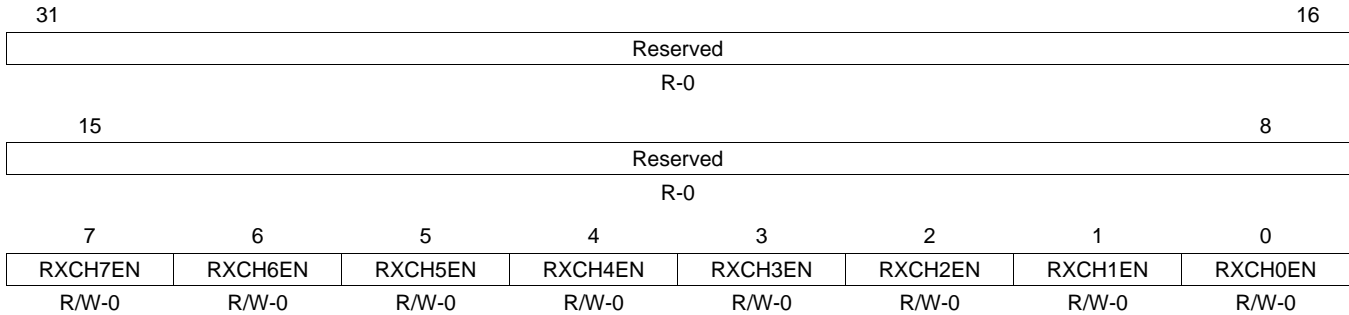 31 16
Reserved
R-0
15 8
Reserved
R-0
7 6 5 4 3 2 1 0
RXCH7EN RXCH6EN RXCH5EN RXCH4EN RXCH3EN RXCH2EN RXCH1EN RXCH0EN
R/W-0 R/W-0 R/W-0 R/W-0 R/W-0 R/W-0 R/W-0 R/W-0